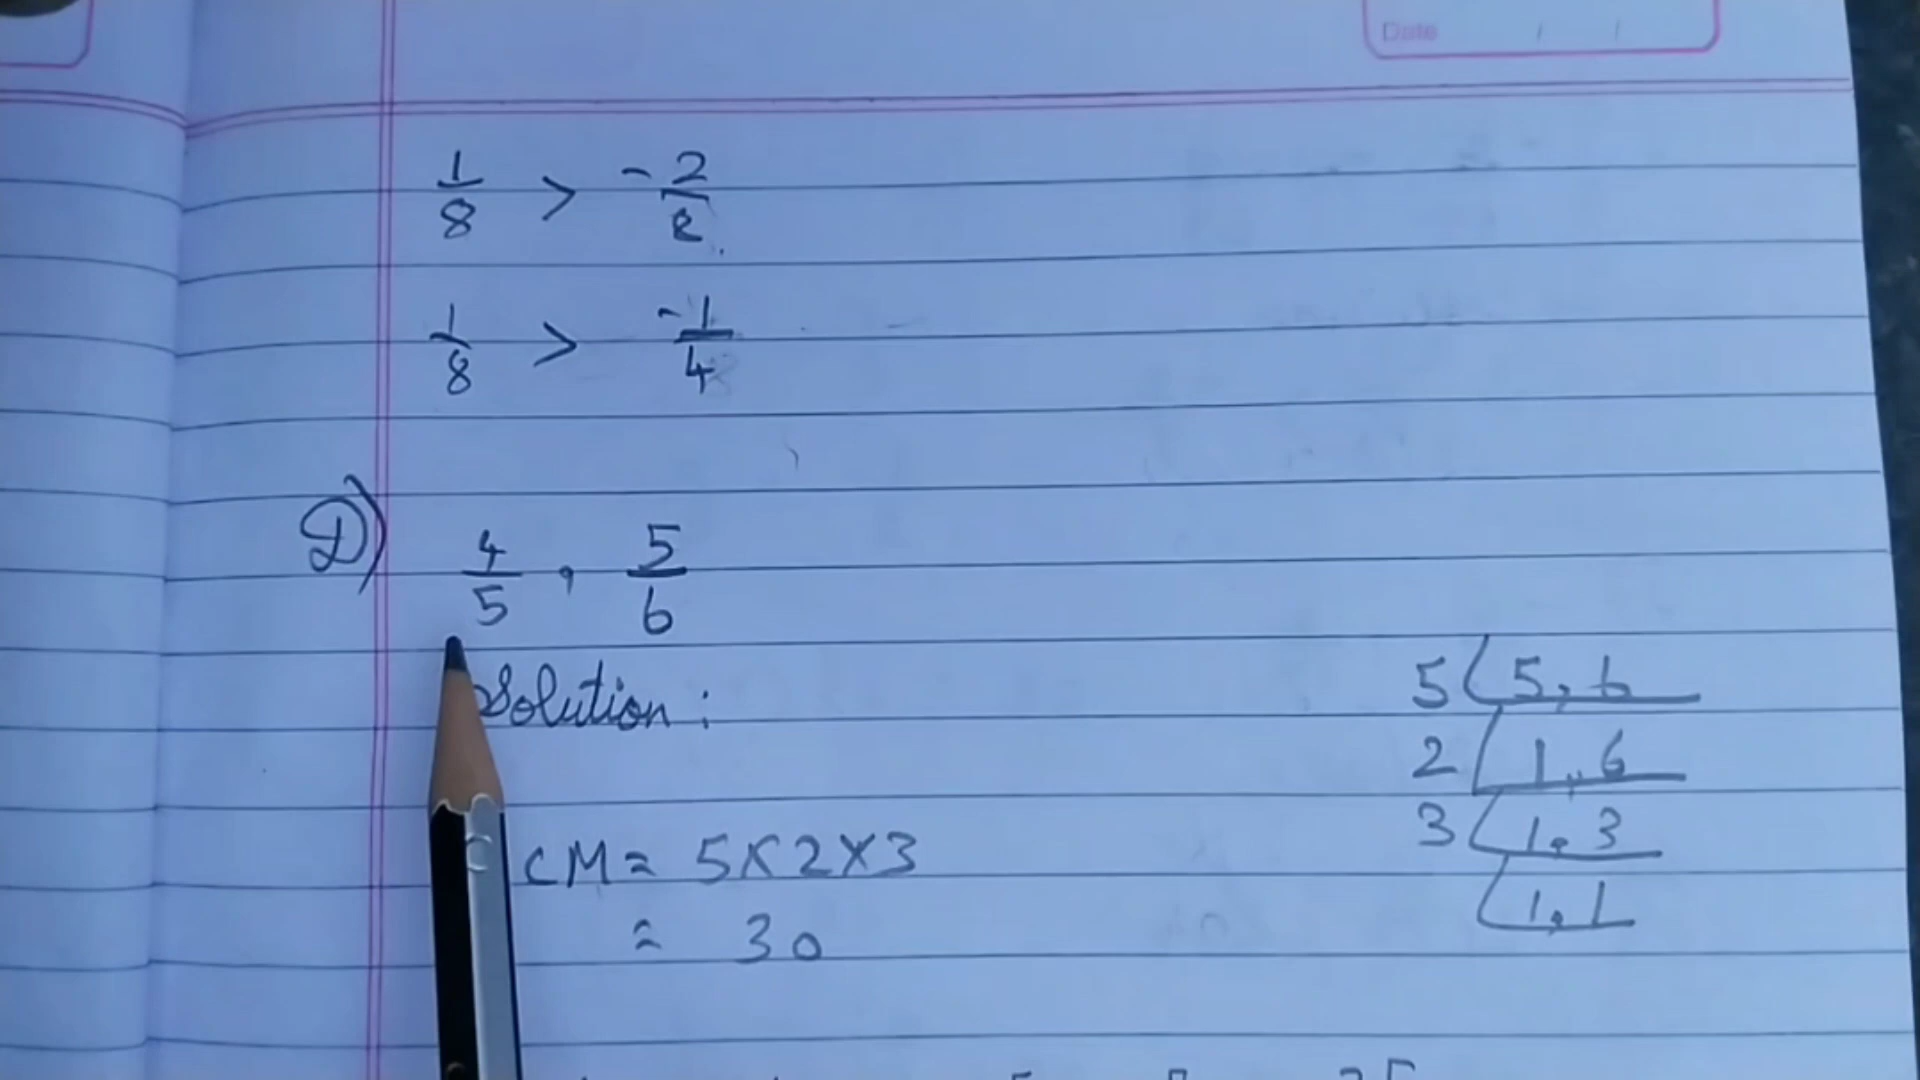 Date / /
1/8 > -2/8
1/8 > -1/4
D) 4/5 , 5/6
Solution :
CM = 5×2×3
= 30
5 | 5, 6
2 | 1, 6
3 | 1, 3
1, 1